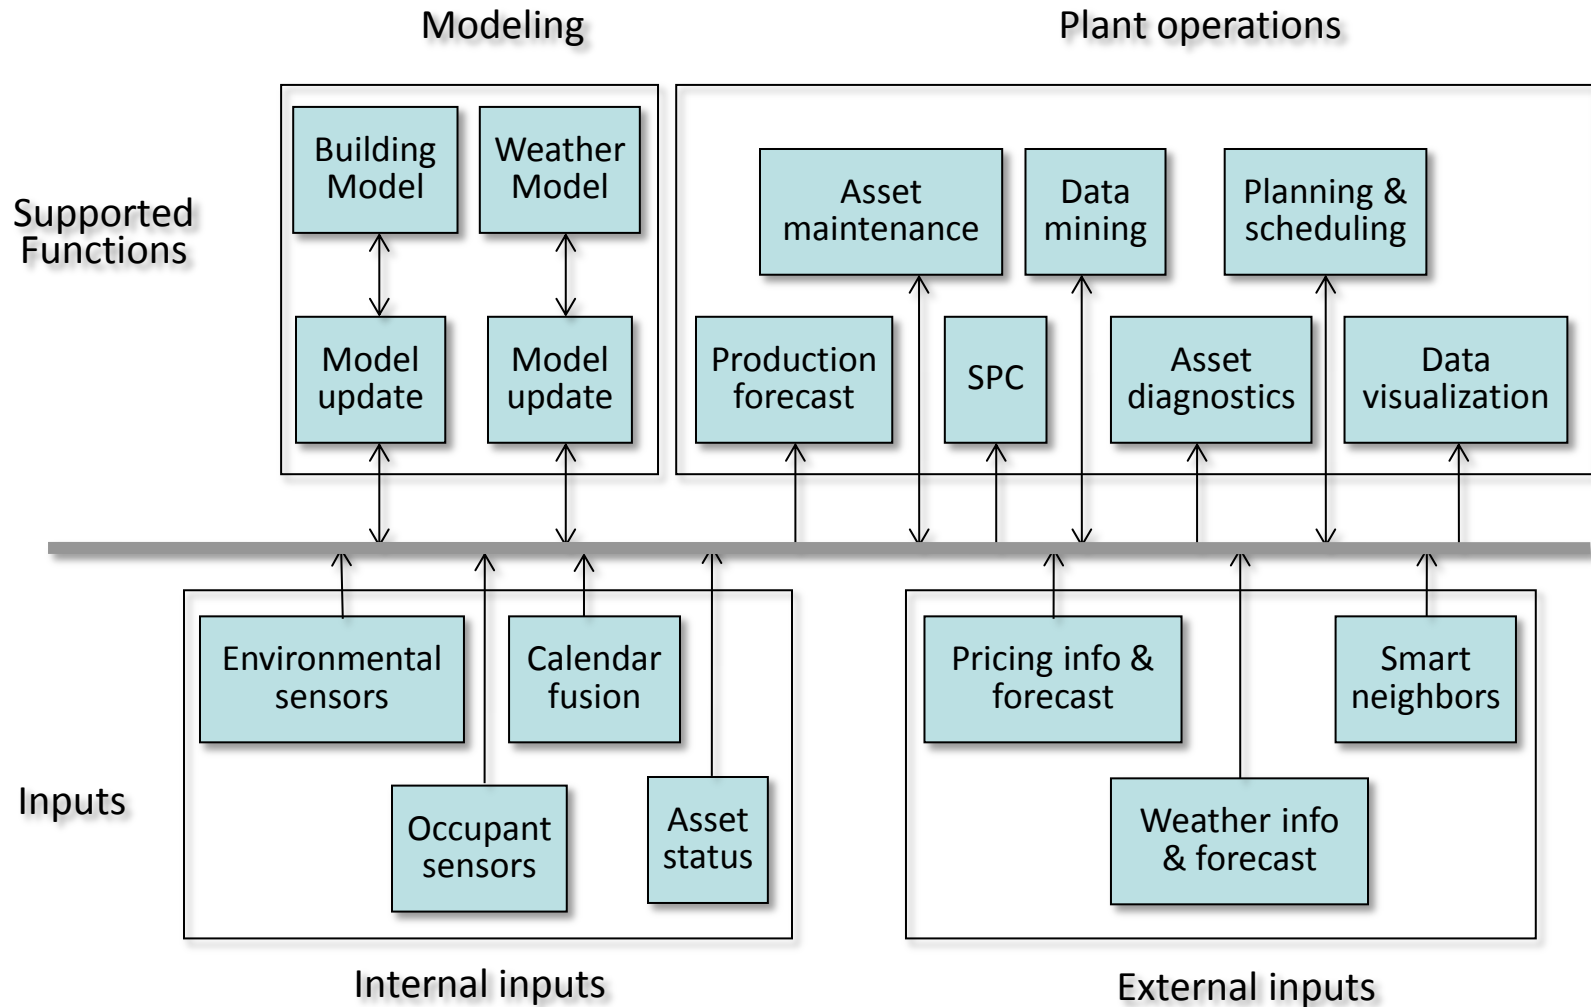 Modeling
Plant operations
Supported
Functions
Building
Model
Weather
Model
Asset
maintenance
Data
mining
Planning &
scheduling
Model
update
Model
update
Production
forecast
SPC
Asset
diagnostics
Data
visualization
Inputs
Environmental
sensors
Calendar
fusion
Occupant
sensors
Asset
status
Pricing info &
forecast
Smart
neighbors
Weather info
& forecast
Internal inputs
External inputs